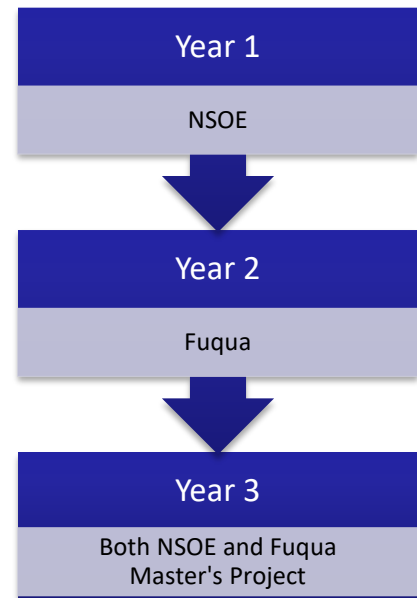 Year 1
NSOE
Year 2
Fuqua
Year 3
Both NSOE and Fuqua
Master's Project